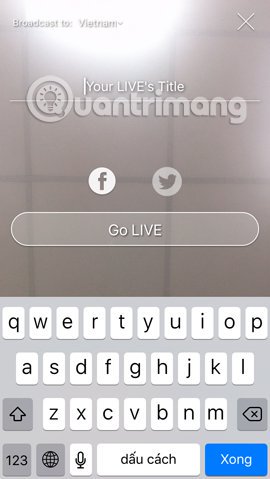 Broadcast to: Vietnam
Your LIVE's Title
Quantrimang
Go LIVE
q w e r t y u i o p
a s d f g h j k l
z x c v b n m
123 dấu cách Xong